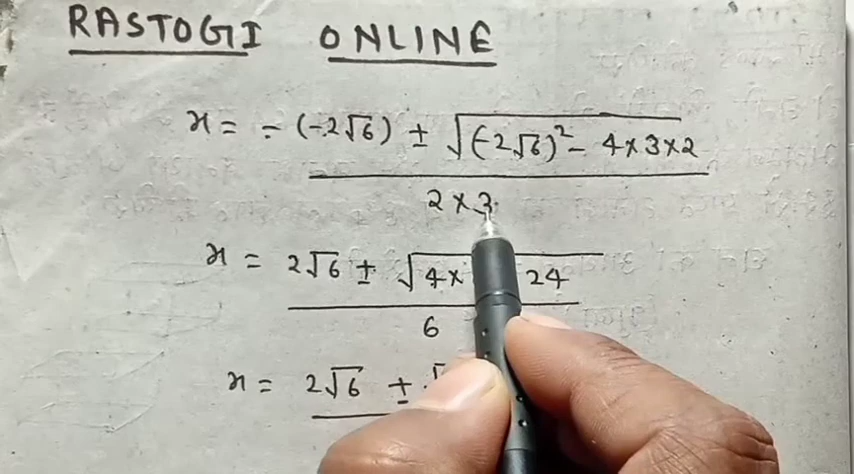 RASTOGI ONLINE
x = - (-2√6) ± √(-2√6)² - 4×3×2
2×3
x = 2√6 ± √4× 24
6
x = 2√6 ± √